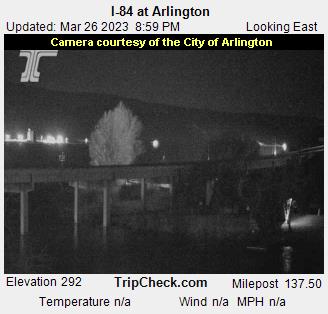 I-84 at Arlington
Updated: Mar 26 2023 8:59 PM Looking East
Camera courtesy of the City of Arlington
Elevation 292 TripCheck.com Milepost 137.50
Temperature n/a Wind n/a MPH n/a